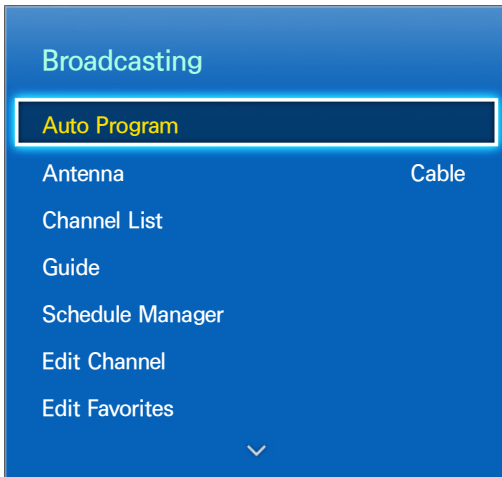 Broadcasting
Auto Program
Antenna Cable
Channel List
Guide
Schedule Manager
Edit Channel
Edit Favorites